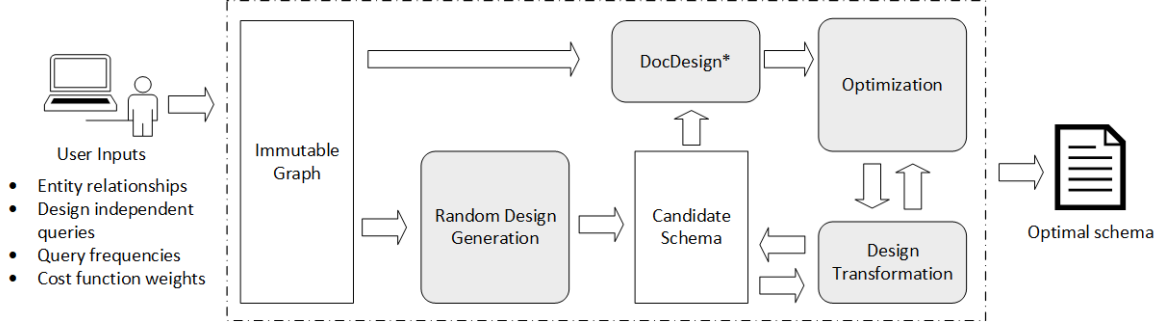 User Inputs
• Entity relationships
• Design independent
queries
• Query frequencies
• Cost function weights
Immutable
Graph
Random Design
Generation
DocDesign*
Candidate
Schema
Optimization
Design
Transformation
Optimal schema